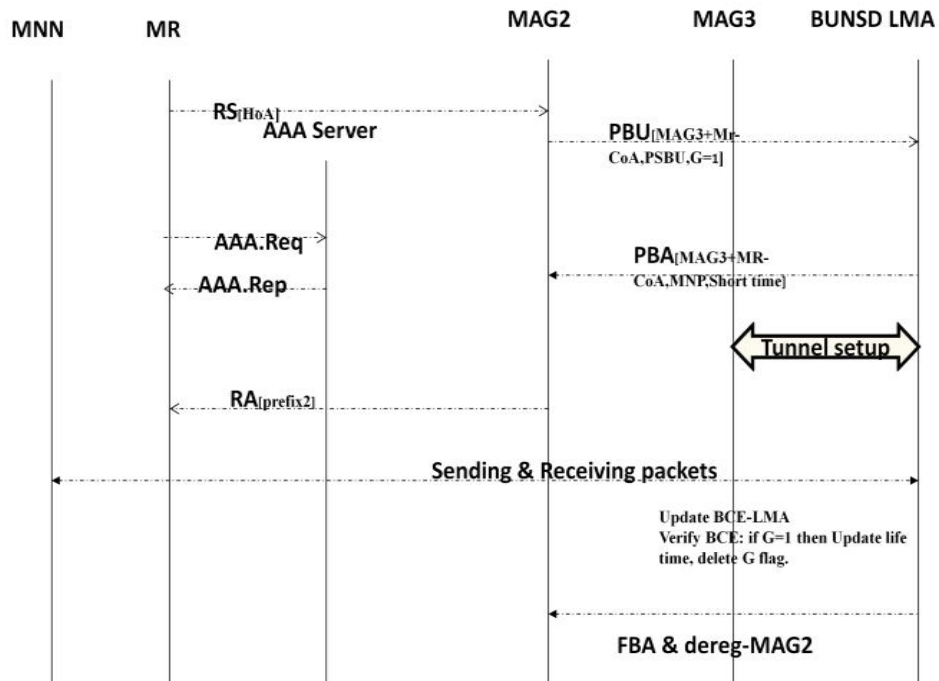 MNN MR MAG2 MAG3 BUNSD LMA
RS[HoA]
AAA Server
PBU[MAG3+Mr-
CoA,PSBU,G=1]
AAA.Req
PBA[MAG3+MR-
CoA,MNP,Short time]
AAA.Rep
Tunnel setup
RA[prefix2]
Sending & Receiving packets
Update BCE-LMA
Verify BCE: if G=1 then Update life
time, delete G flag.
FBA & dereg-MAG2